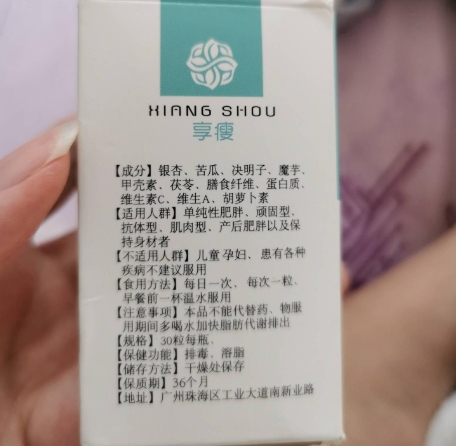 XIANG SHOU
享瘦
【成分】银杏、苦瓜、决明子、魔芋、
甲壳素、茯苓、膳食纤维、蛋白质、
维生素C、维生A、胡萝卜素
【适用人群】单纯性肥胖、顽固型、
抗体型、肌肉型、产后肥胖以及保
持身材者
【不适用人群】儿童孕妇、患有各种
疾病不建议服用
【食用方法】每日一次、每次一粒、
早餐前一杯温水服用
【注意事项】本品不能代替药、物服
用期间多喝水加快脂肪代谢排出
【规格】30粒每瓶、
【保健功能】排毒、溶脂
【储存方法】干燥处保存
【保质期】36个月
【地址】广州珠海区工业大道南新业路